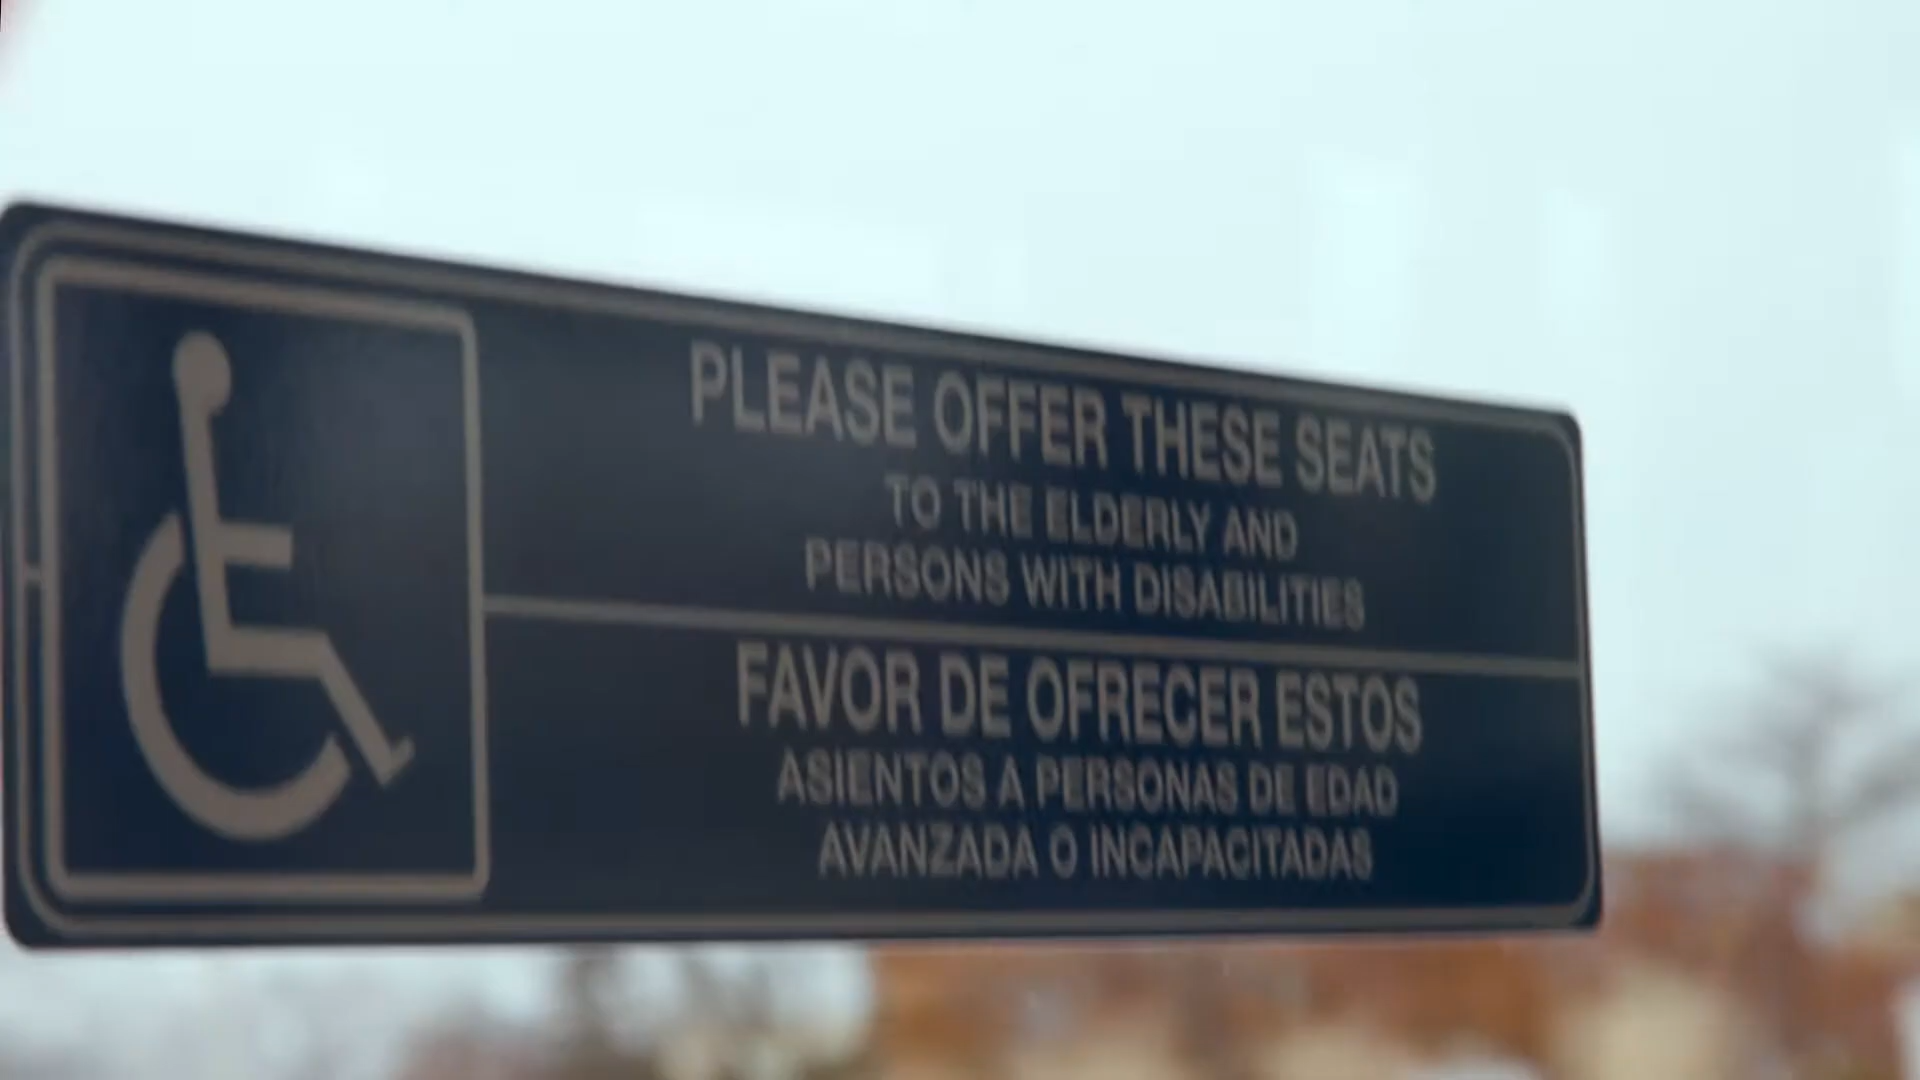 PLEASE OFFER THESE SEATS
TO THE ELDERLY AND
PERSONS WITH DISABILITIES
FAVOR DE OFRECER ESTOS
ASIENTOS A PERSONAS DE EDAD
AVANZADA O INCAPACITADAS